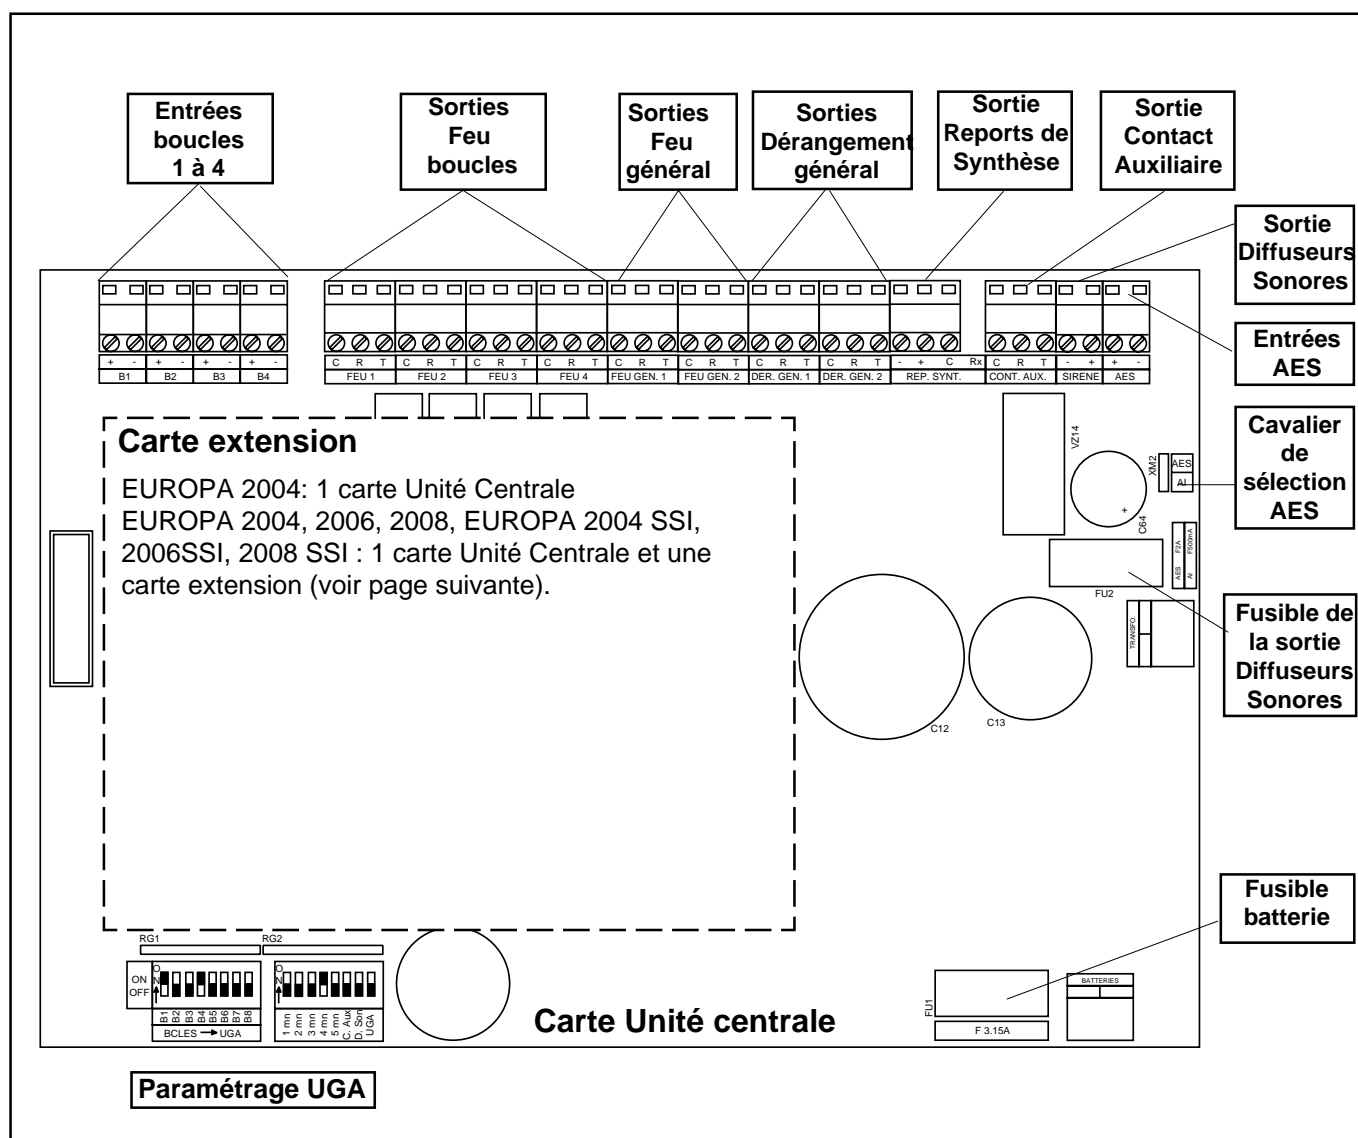 Entrées
boucles
1 à 4
Sorties
Feu
boucles
Sorties
Feu
général
Sorties
Dérangement
général
Sortie
Reports de
Synthèse
Sortie
Contact
Auxiliaire
Sortie
Diffuseurs
Sonores
Entrées
AES
Cavalier
de
sélection
AES
Fusible de
la sortie
Diffuseurs
Sonores
Fusible
batterie
+ - + - + - + -
B1 B2 B3 B4
C R T C R T C R T C R T C R T C R T C R T C R T - + C Rx C R T - + + -
FEU 1 FEU 2 FEU 3 FEU 4 FEU GEN. 1 FEU GEN. 2 DER. GEN. 1 DER. GEN. 2 REP. SYNT. CONT. AUX. SIRENE AES
Carte extension
EUROPA 2004: 1 carte Unité Centrale
EUROPA 2004, 2006, 2008, EUROPA 2004 SSI,
2006SSI, 2008 SSI : 1 carte Unité Centrale et une
carte extension (voir page suivante).
VZ14
XM2
AES
AI
+
C64
F2A
F500mA
AES
AI
FU2
TRANSFO.
C12
C13
RG1
RG2
ON
OFF
ON
B1
B2
B3
B4
B5
B6
B7
B8
BCLES UGA
ON
1 mn
2 mn
3 mn
4 mn
5 mn
C. Aux
D. Son
UGA
Carte Unité centrale
FU1
F 3.15A
BATTERIES
Paramétrage UGA